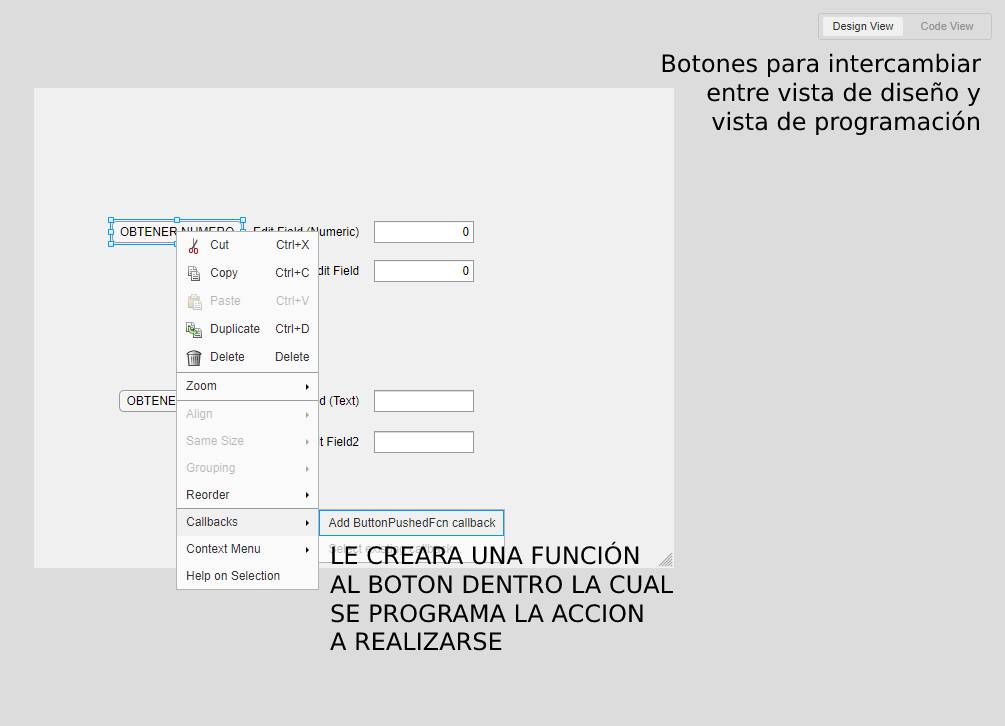 Design View Code View
Botones para intercambiar
entre vista de diseño y
vista de programación
OBTENER NUMERO Edit Field (Numeric) 0
Cut Ctrl+X
Copy Ctrl+C
dit Field 0
Paste Ctrl+V
Duplicate Ctrl+D
Delete Delete
Zoom
OBTENE d (Text)
Align
Same Size
t Field2
Grouping
Reorder
Callbacks
Add ButtonPushedFcn callback
Context Menu
Select existing callback
Help on Selection
LE CREARA UNA FUNCIÓN
AL BOTON DENTRO LA CUAL
SE PROGRAMA LA ACCION
A REALIZARSE